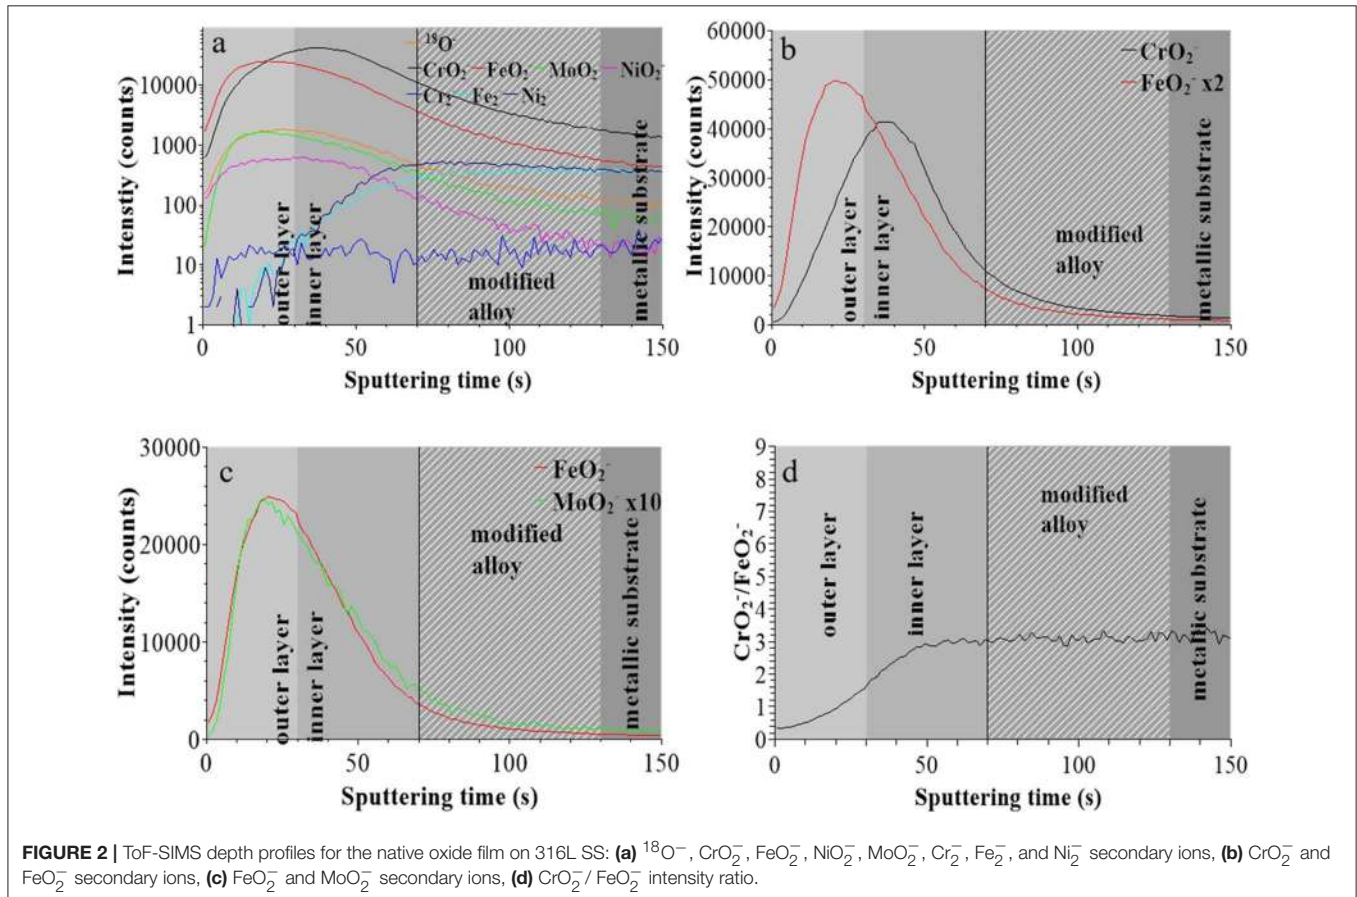 a
¹⁸O⁻
CrO₂⁻ FeO₂⁻ MoO₂⁻ NiO₂⁻
Cr₂⁻ Fe₂⁻ Ni₂⁻
10000
1000
100
10
1
Intenstiy (counts)
outer layer
inner layer
modified
alloy
metallic substrate
0 50 100 150
Sputtering time (s)
b
CrO₂⁻
FeO₂⁻ x2
60000
50000
40000
30000
20000
10000
0
Intensity (counts)
outer layer
inner layer
modified
alloy
metallic substrate
0 50 100 150
Sputtering time (s)
c
FeO₂⁻
MoO₂⁻ x10
30000
20000
10000
0
Intensity (counts)
outer layer
inner layer
modified
alloy
metallic substrate
0 50 100 150
Sputtering time (s)
d
9
8
7
6
5
4
3
2
1
0
CrO₂⁻/FeO₂⁻
outer layer
inner layer
modified
alloy
metallic substrate
0 50 100 150
Sputtering time (s)
FIGURE 2 | ToF-SIMS depth profiles for the native oxide film on 316L SS: (a) ¹⁸O⁻, CrO₂⁻, FeO₂⁻, NiO₂⁻, MoO₂⁻, Cr₂⁻, Fe₂⁻, and Ni₂⁻ secondary ions, (b) CrO₂⁻ and
FeO₂⁻ secondary ions, (c) FeO₂⁻ and MoO₂⁻ secondary ions, (d) CrO₂⁻/ FeO₂⁻ intensity ratio.